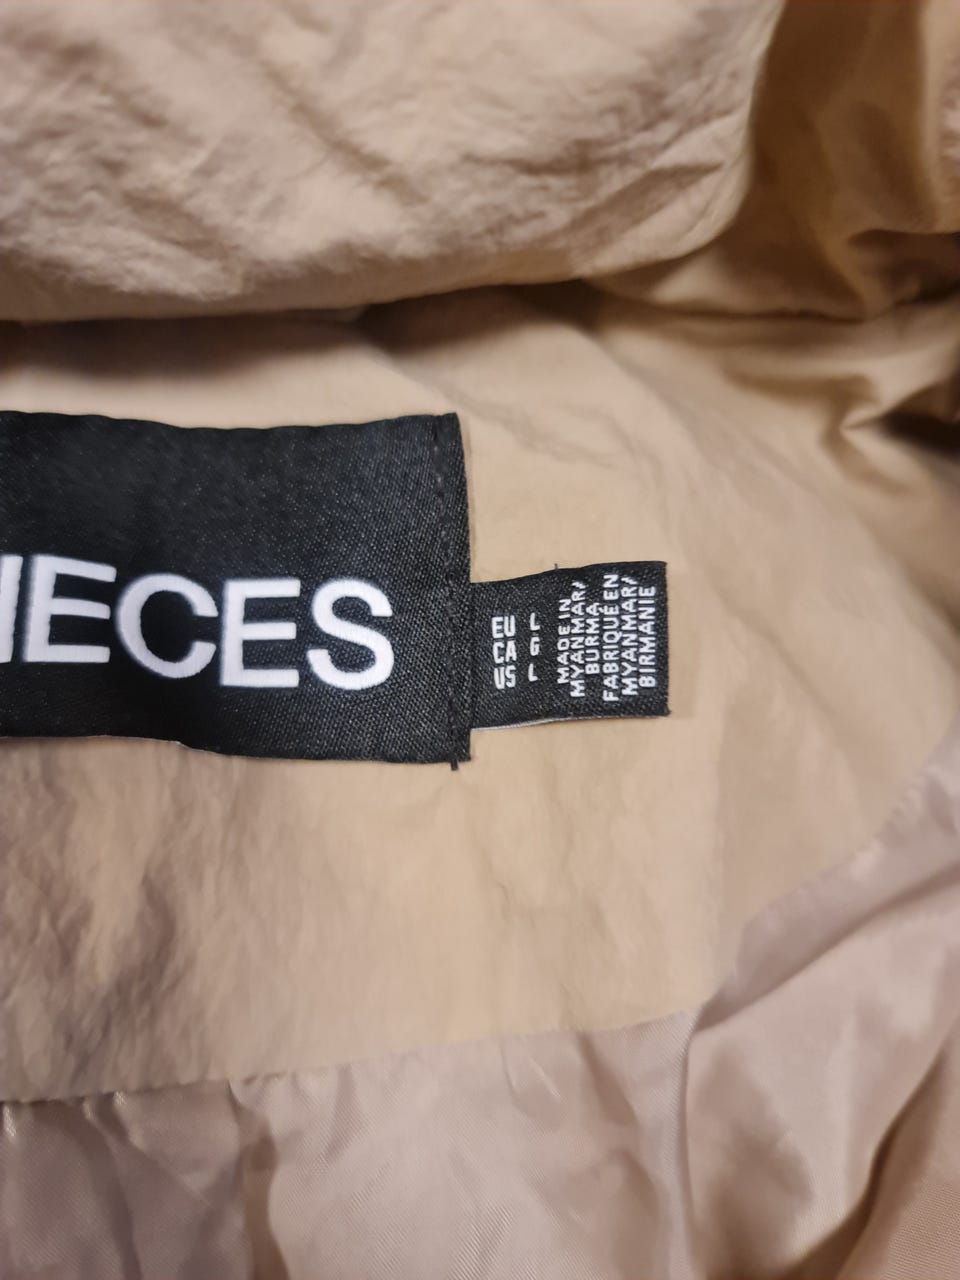 IECES
EU L
CA G
US L
MADE IN
MYANMAR/
BURMA,
FABRIQUÉ EN
MYANMAR/
BIRMANIE